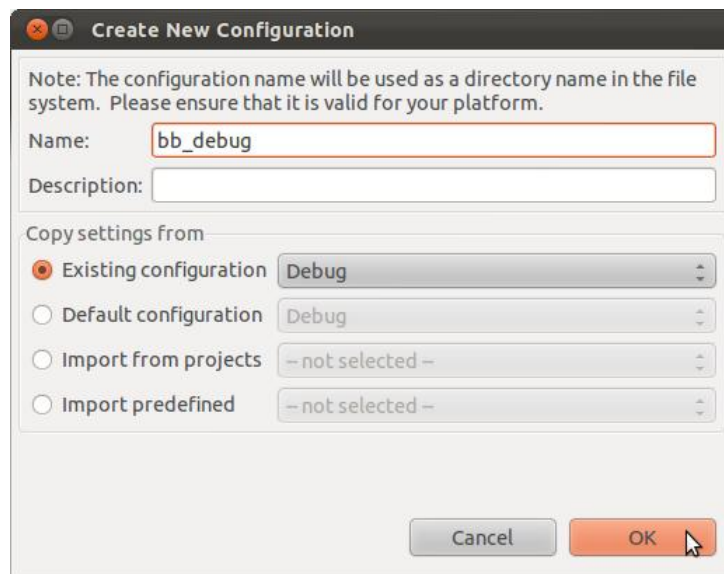 Create New Configuration
Note: The configuration name will be used as a directory name in the file
system. Please ensure that it is valid for your platform.
Name: bb_debug
Description:
Copy settings from
Existing configuration Debug
Default configuration Debug
Import from projects -- not selected --
Import predefined -- not selected --
Cancel OK